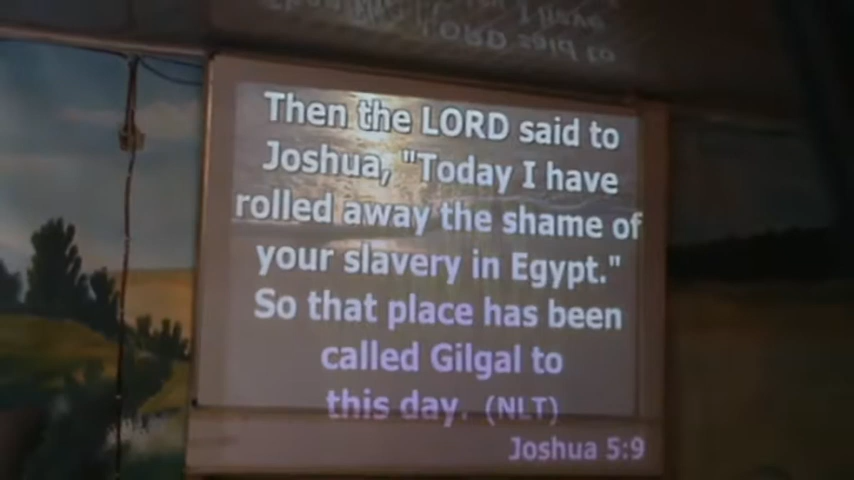 Then the LORD said to
Joshua, "Today I have
rolled away the shame of
your slavery in Egypt."
So that place has been
called Gilgal to
this day. (NLT)
Joshua 5:9